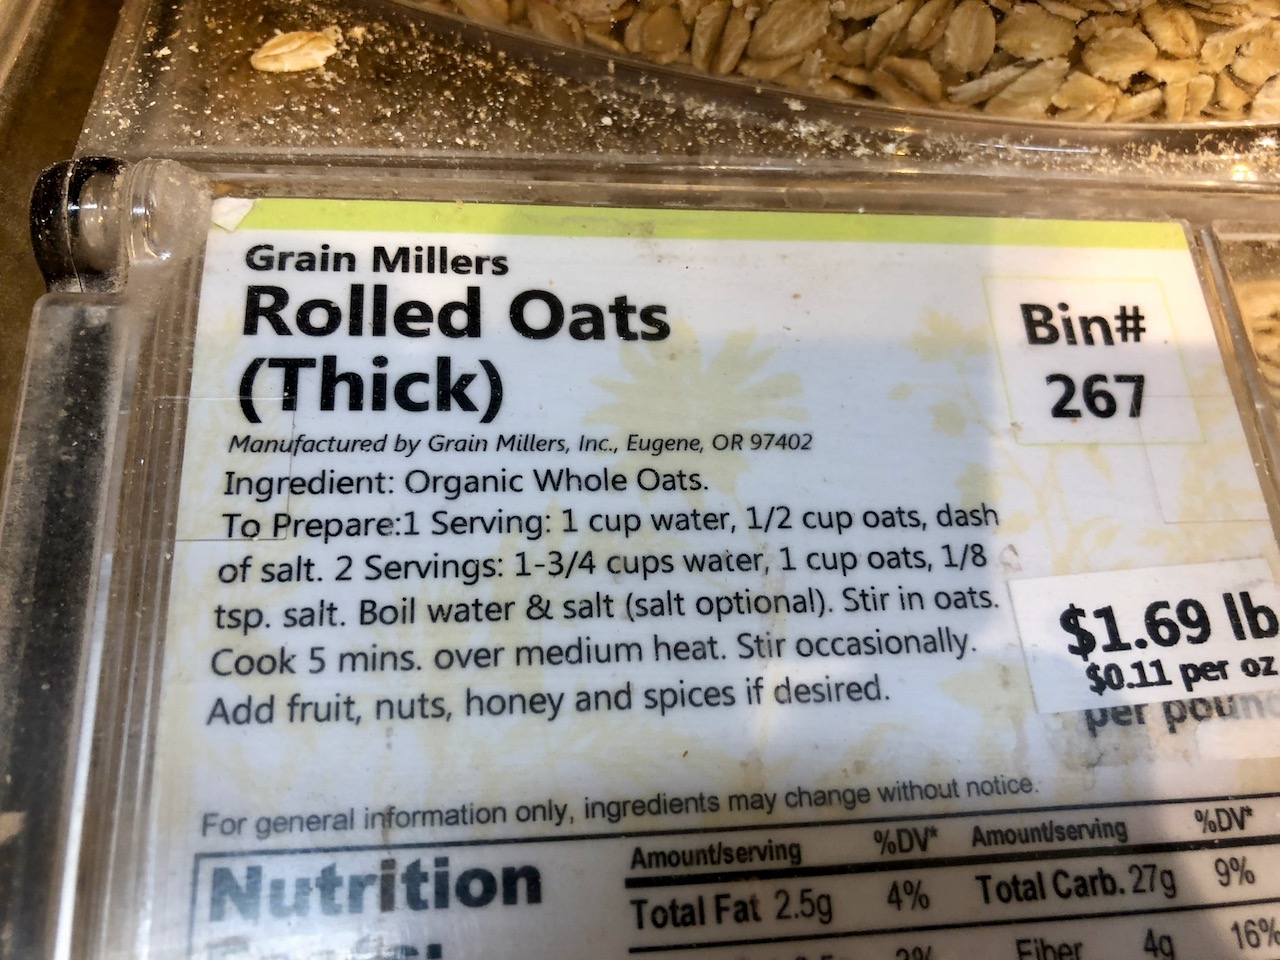 Grain Millers
Rolled Oats
(Thick)
Bin#
267
Manufactured by Grain Millers, Inc., Eugene, OR 97402
Ingredient: Organic Whole Oats.
To Prepare:1 Serving: 1 cup water, 1/2 cup oats, dash
of salt. 2 Servings: 1-3/4 cups water, 1 cup oats, 1/8
tsp. salt. Boil water & salt (salt optional). Stir in oats.
Cook 5 mins. over medium heat. Stir occasionally.
Add fruit, nuts, honey and spices if desired.
$1.69 lb
$0.11 per oz
per pound
For general information only, ingredients may change without notice.
Nutrition
Amount/serving %DV* Amount/serving %DV*
Total Fat 2.5g 4% Total Carb. 27g 9%
Fiber 4g 16%